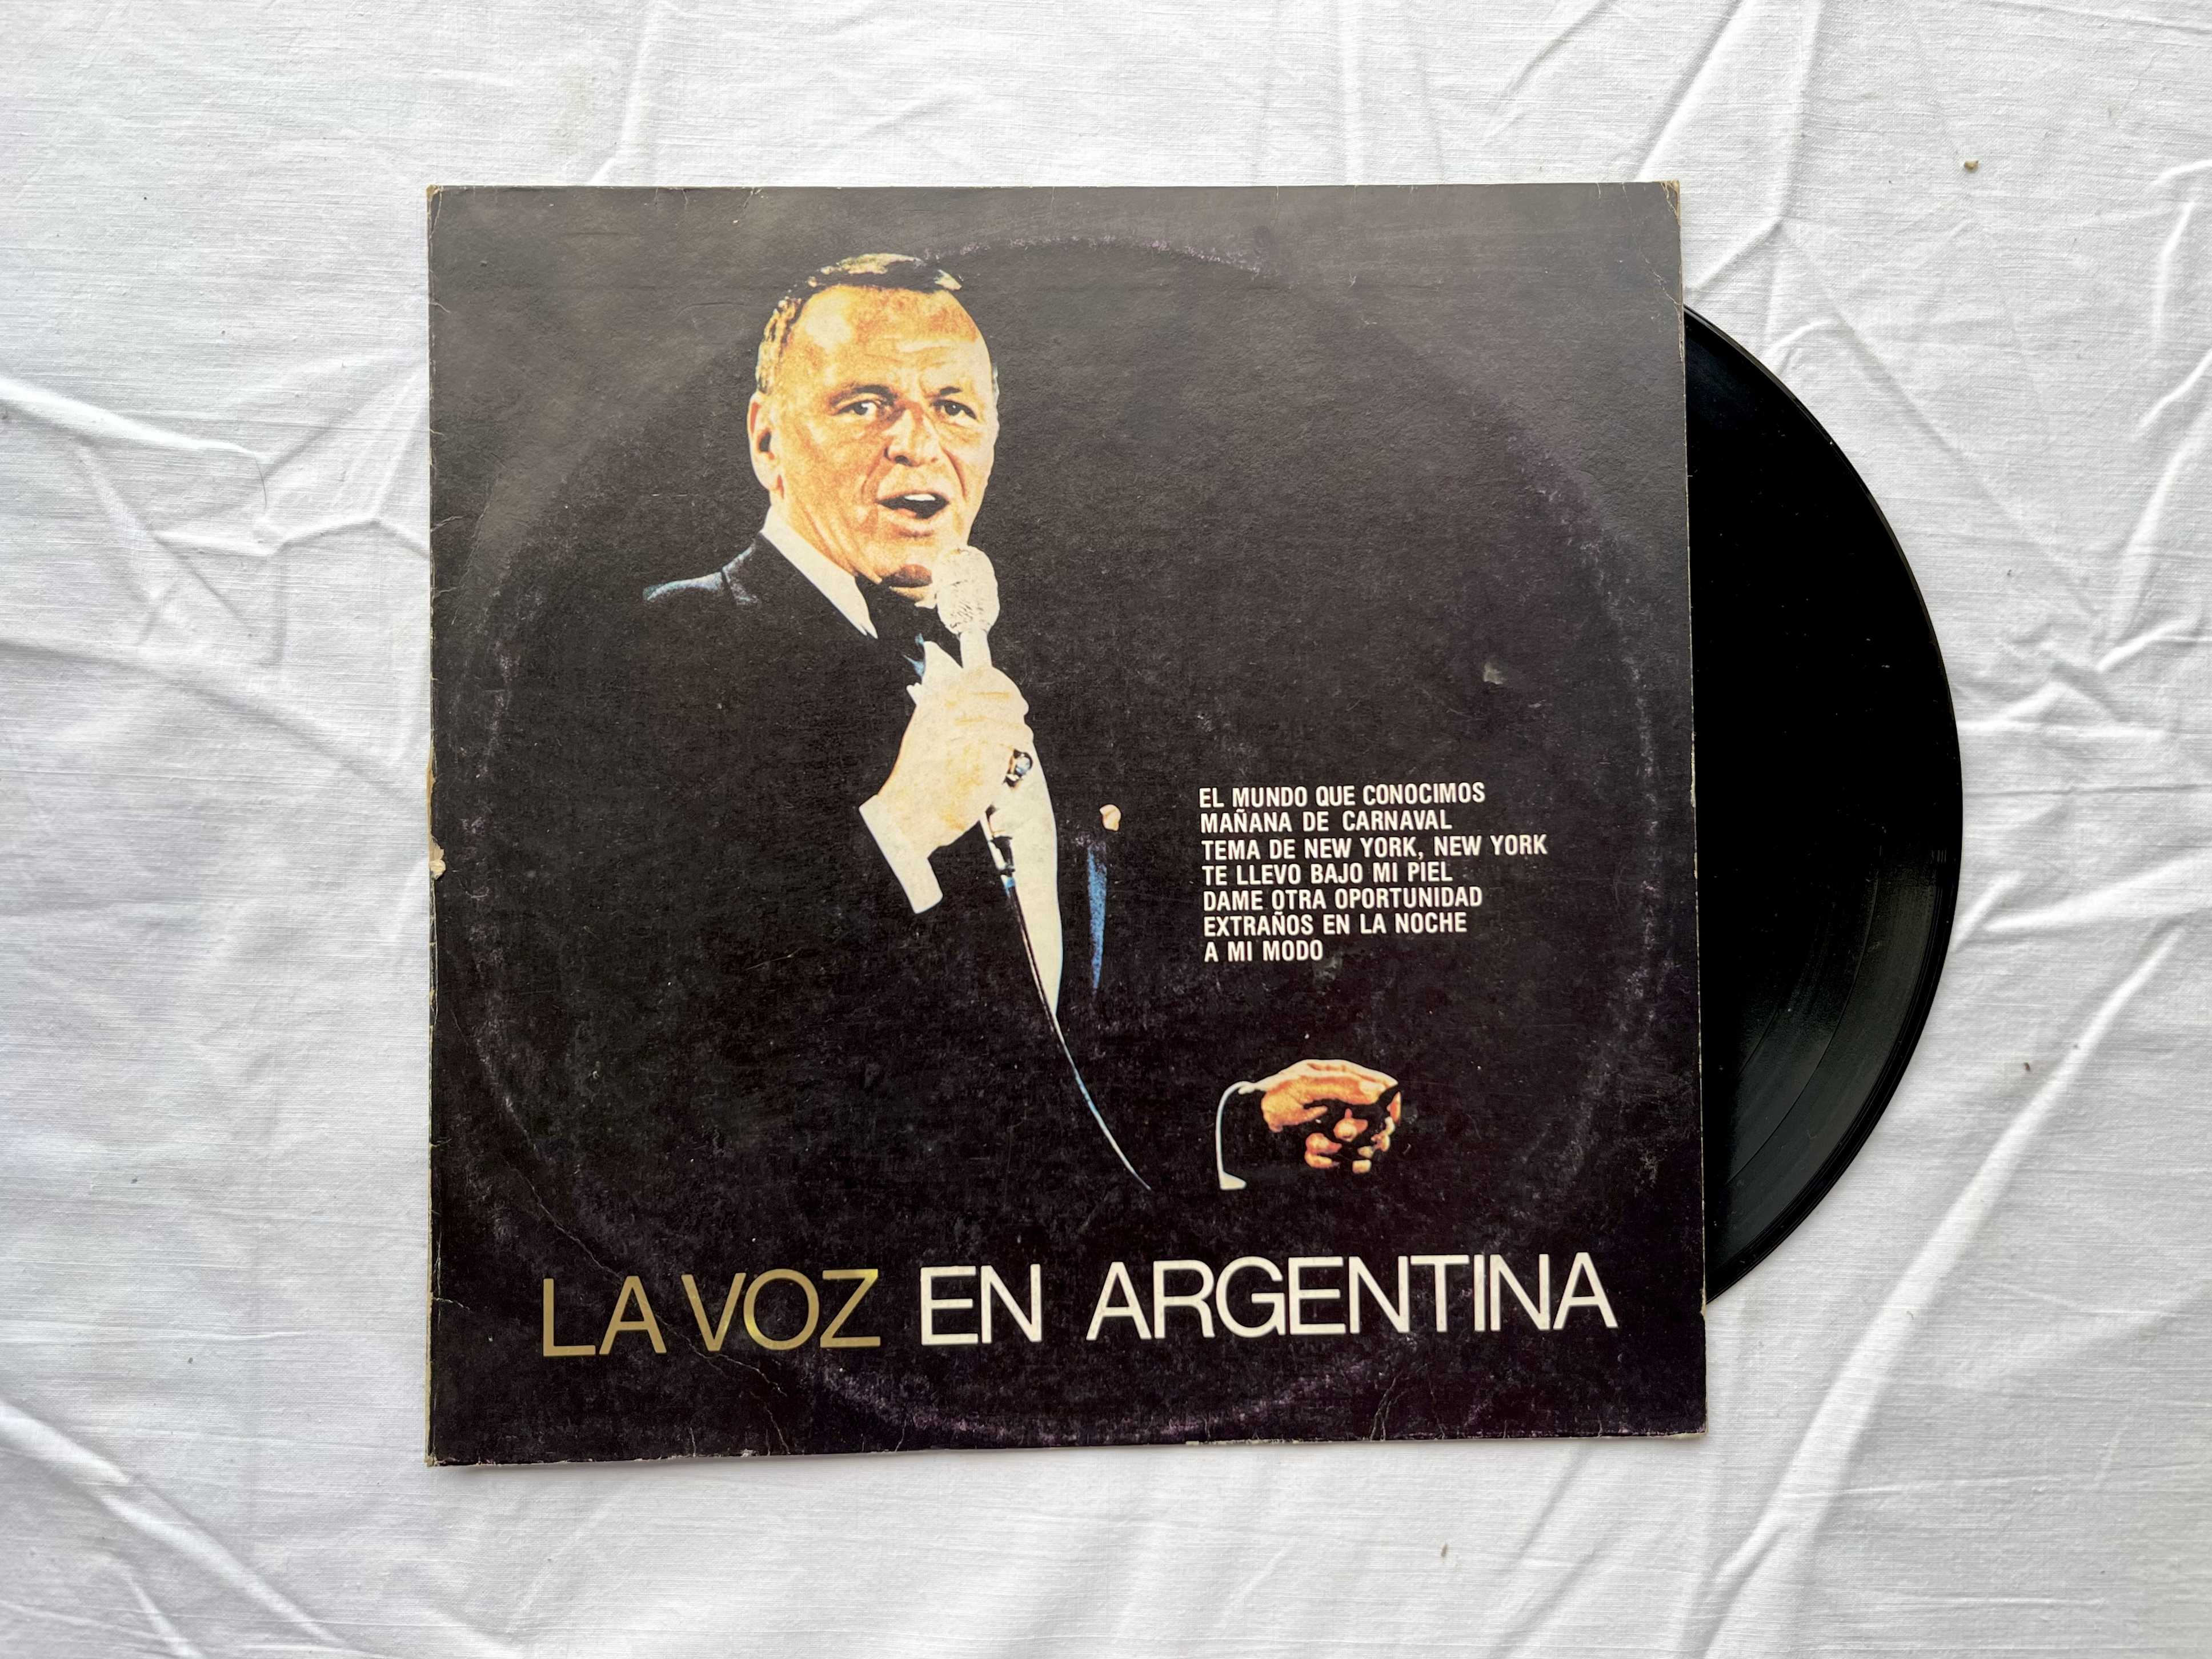 EL MUNDO QUE CONOCIMOS
MAÑANA DE CARNAVAL
TEMA DE NEW YORK, NEW YORK
TE LLEVO BAJO MI PIEL
DAME OTRA OPORTUNIDAD
EXTRAÑOS EN LA NOCHE
A MI MODO
LA VOZ EN ARGENTINA